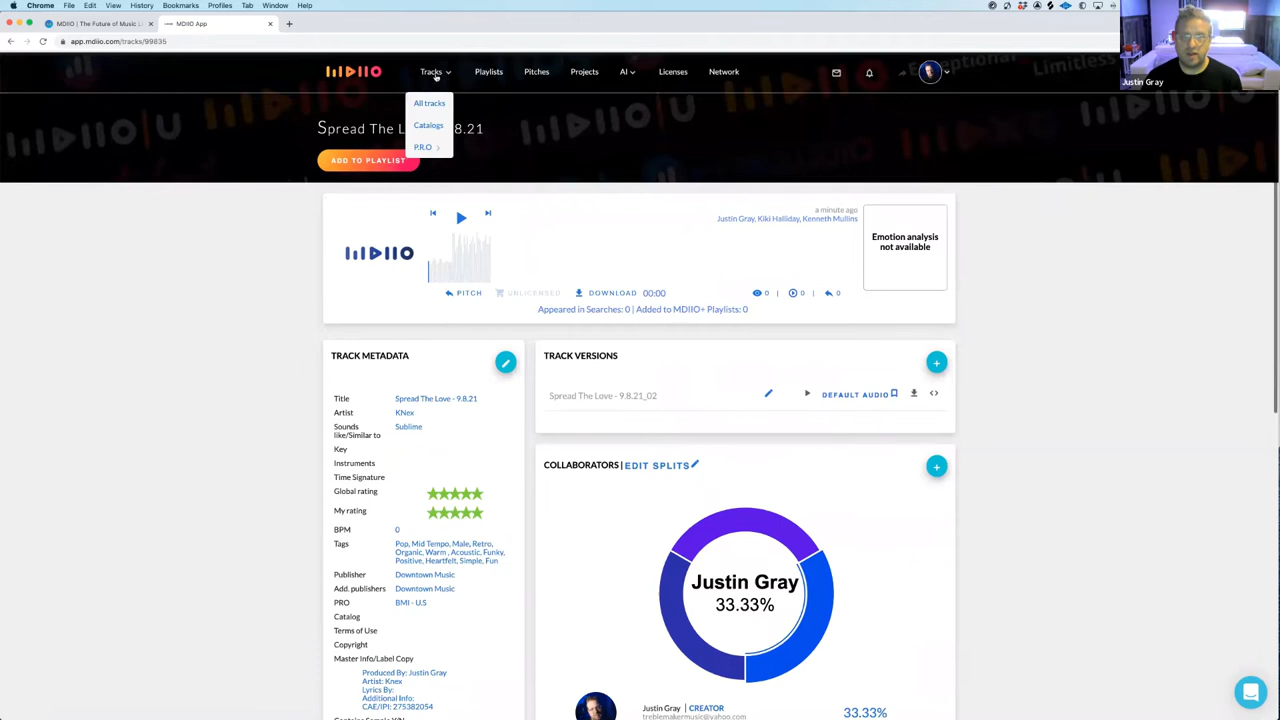 Chrome File Edit View History Bookmarks Profiles Tab Window Help
MDIIO | The Future of Music Li MDIIO App
app.mdiio.com/tracks/99835
MDIIO Tracks Playlists Pitches Projects AI Licenses Network
Justin Gray
All tracks
Catalogs
P.R.O
Spread The L 9.8.21
ADD TO PLAYLIST
a minute ago
Justin Gray, Kiki Halliday, Kenneth Mullins
Emotion analysis
not available
MDIIO
PITCH UNLICENSED DOWNLOAD 00:00 0 | 0 | 0
Appeared in Searches: 0 | Added to MDIIO+ Playlists: 0
TRACK METADATA
Title Spread The Love - 9.8.21
Artist KNex
Sounds like/Similar to Sublime
Key
Instruments
Time Signature
Global rating
My rating
BPM 0
Tags Pop, Mid Tempo, Male, Retro,
Organic, Warm , Acoustic, Funky,
Positive, Heartfelt, Simple, Fun
Publisher Downtown Music
Add. publishers Downtown Music
PRO BMI - U.S
Catalog
Terms of Use
Copyright
Master Info/Label Copy
Produced By: Justin Gray
Artist: Knex
Lyrics By:
Additional Info:
CAE/IPI: 275382054
TRACK VERSIONS
Spread The Love - 9.8.21_02 DEFAULT AUDIO
COLLABORATORS | EDIT SPLITS
Justin Gray
33.33%
Justin Gray | CREATOR
treblemakermusic@yahoo.com
33.33%